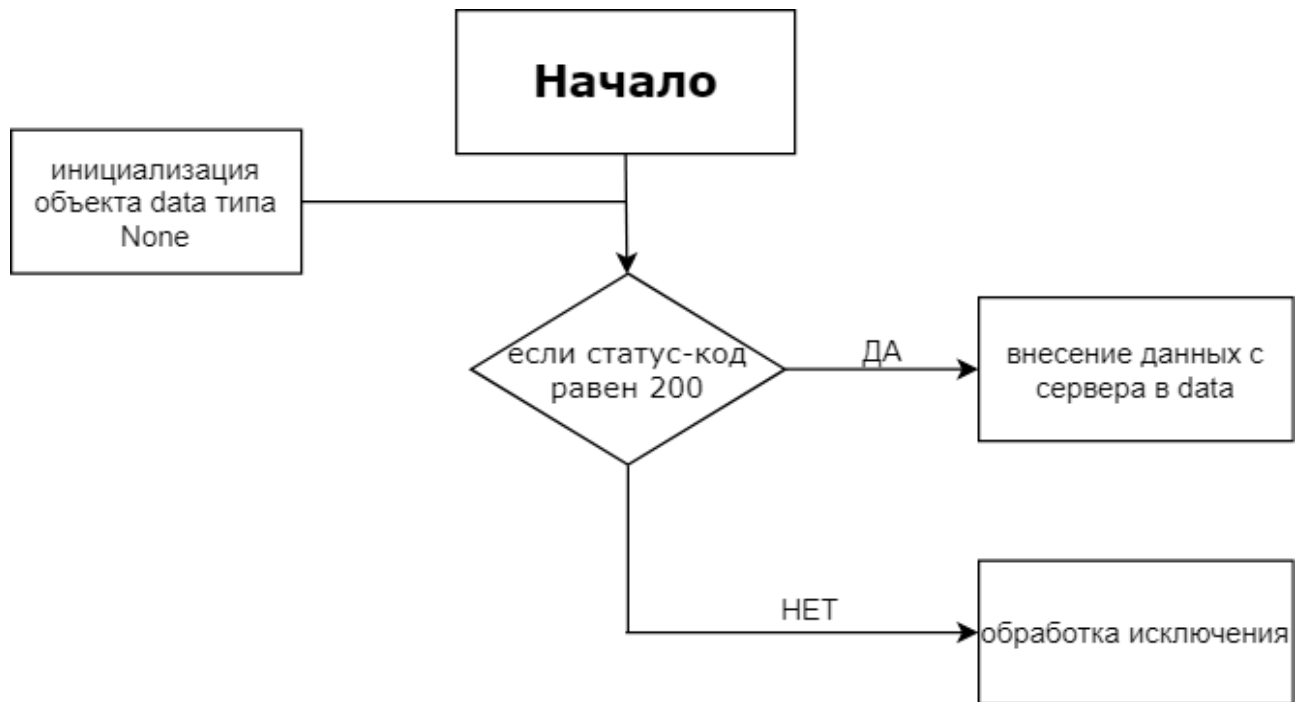 Начало
инициализация
объекта data типа
None
если статус-код
равен 200
ДА
внесение данных с
сервера в data
НЕТ
обработка исключения